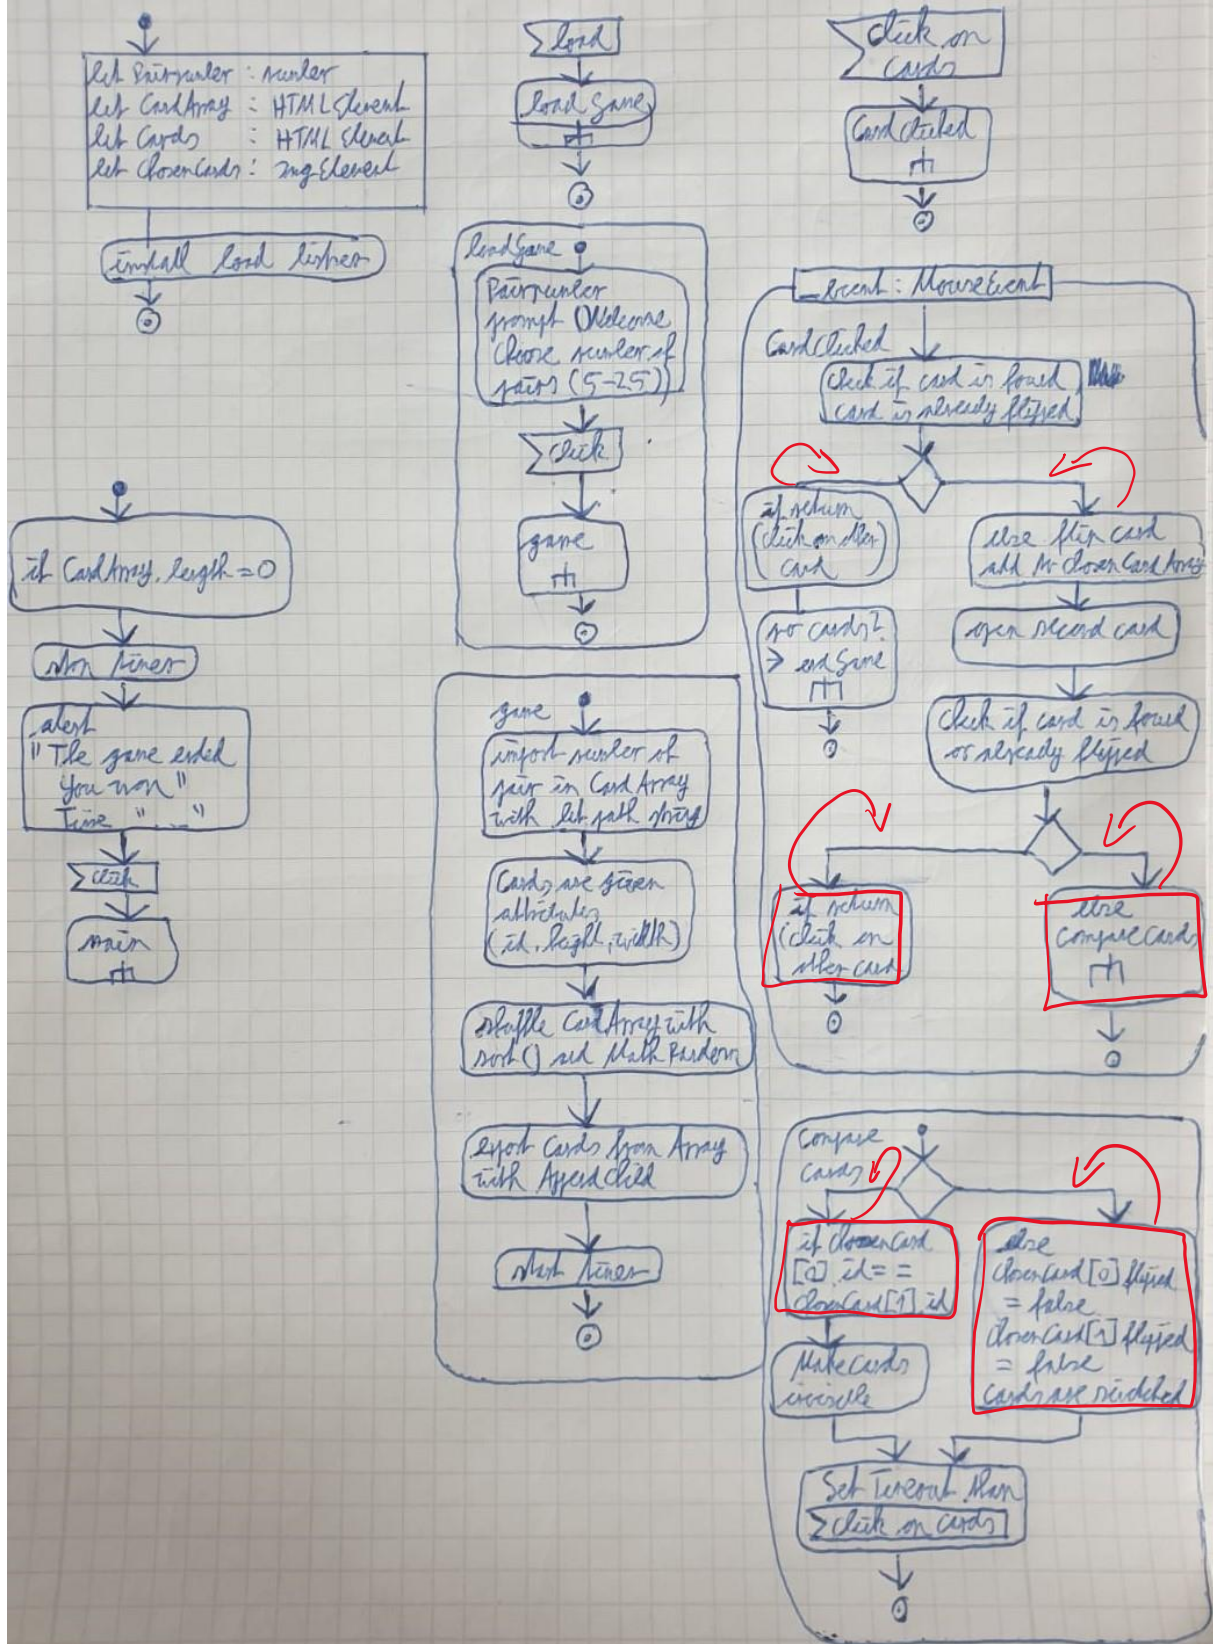 let Pairnumber : number
let CardArray : HTMLElement
let Cards : HTMLElement
let ChosenCards : ImgElement
install load listner
load
load Game
click on
cards
CardClicked
loadGame
Pairnumber
prompt (Welcome
Choose number of
pairs (5-25))
click
game
_event : MouseEvent
CardClicked
check if card is found
card is already flipped
if return
(click on other
card)
no cards?
> endGame
else flip card
add to chosenCardArray
open second card
check if card is found
or already flipped
if return
(click on
other card
else
compareCards
if CardArray.length = 0
stop timer
alert
"The game ended
You won"
Time "..."
click
main
game
import number of
pair in CardArray
with let path string
Cards are given
attributes
(id, height, width)
shuffle CardArray with
sort() and Math Random
export Cards from Array
with AppendChild
start timer
compare
cards
if chosenCard
[0].id = =
chosenCard[1].id
Make cards
invisible
else
chosenCard[0] flipped
= false
chosenCard[1] flipped
= false
cards are switched
Set Timeout then
click on cards